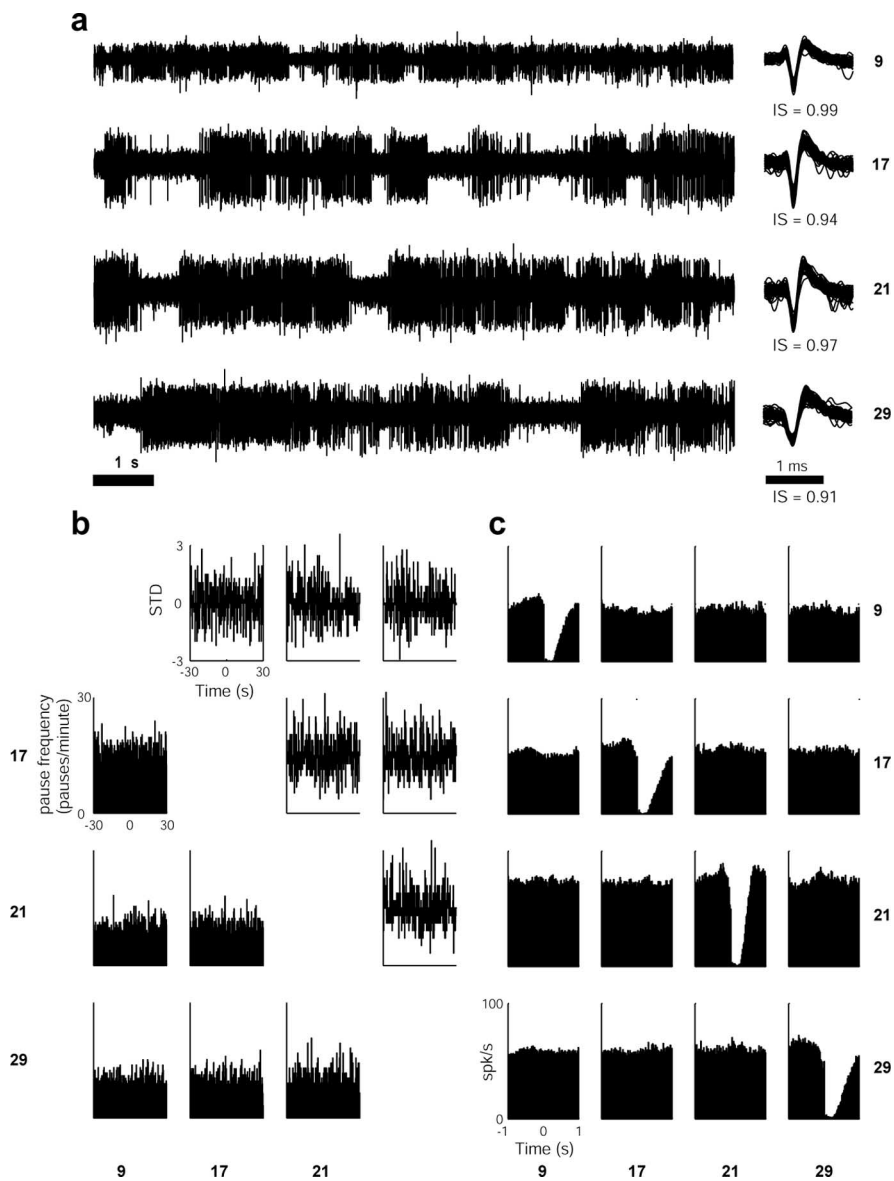 a
9
IS = 0.99
17
IS = 0.94
21
IS = 0.97
29
1 s
1 ms
IS = 0.91
b
3
STD
0
-3
-30 0 30
Time (s)
30
pause frequency
(pauses/minute)
0
-30 0 30
17
21
29
9 17 21
c
9
17
21
100
spk/s
0
29
-1 0 1
Time (s)
9 17 21 29